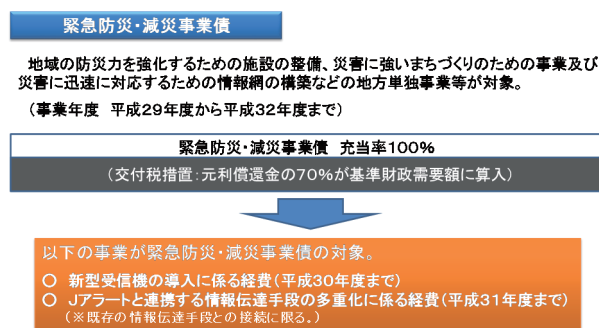 緊急防災・減災事業債
地域の防災力を強化するための施設の整備、災害に強いまちづくりのための事業及び
災害に迅速に対応するための情報網の構築などの地方単独事業等が対象。
（事業年度　平成２９年度から平成３２年度まで）
緊急防災・減災事業債　充当率１００％
（交付税措置：元利償還金の７０％が基準財政需要額に算入）
以下の事業が緊急防災・減災事業債の対象。
○　新型受信機の導入に係る経費（平成３０年度まで）
○　Ｊアラートと連携する情報伝達手段の多重化に係る経費（平成３１年度まで）
（※既存の情報伝達手段との接続に限る。）